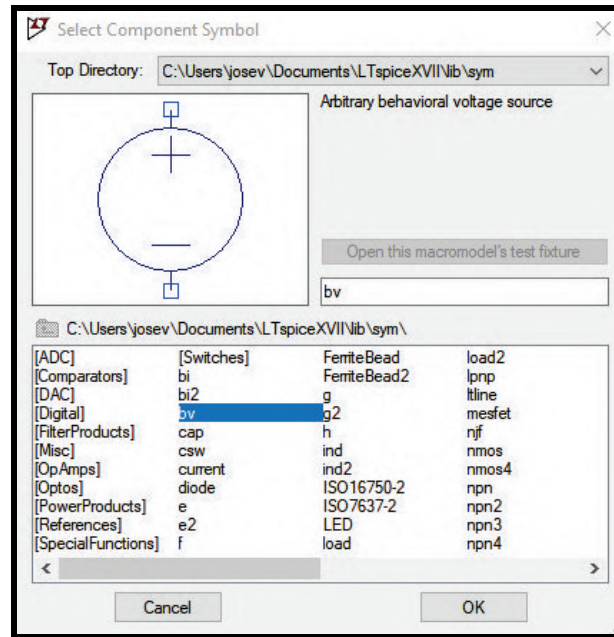 Select Component Symbol
Top Directory: C:\Users\josev\Documents\LTspiceXVII\lib\sym
Arbitrary behavioral voltage source
Open this macromodel's test fixture
bv
C:\Users\josev\Documents\LTspiceXVII\lib\sym\
[ADC] [Switches] FerriteBead load2
[Comparators] bi FerriteBead2 lpnp
[DAC] bi2 g ltline
[Digital] bv g2 mesfet
[FilterProducts] cap h njf
[Misc] csw ind nmos
[OpAmps] current ind2 nmos4
[Optos] diode ISO16750-2 npn
[PowerProducts] e ISO7637-2 npn2
[References] e2 LED npn3
[SpecialFunctions] f load npn4
Cancel OK